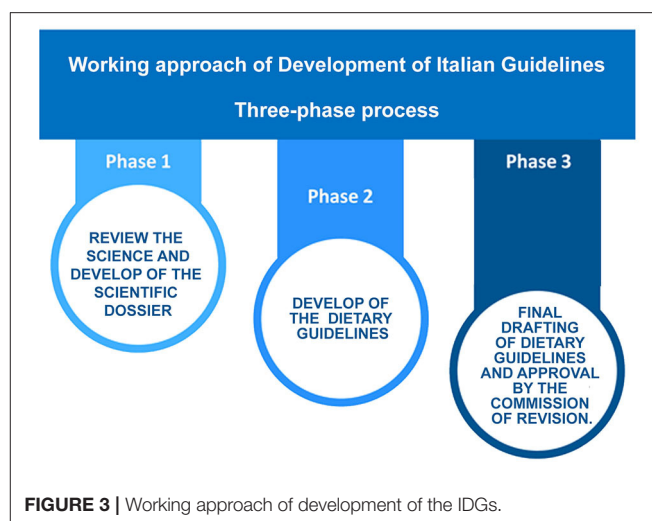 Working approach of Development of Italian Guidelines
Three-phase process
Phase 1
REVIEW THE
SCIENCE AND
DEVELOP OF THE
SCIENTIFIC
DOSSIER
Phase 2
DEVELOP OF
THE DIETARY
GUIDELINES
Phase 3
FINAL
DRAFTING
OF DIETARY
GUIDELINES
AND APPROVAL
BY THE
COMMISSION
OF REVISION.
FIGURE 3 | Working approach of development of the IDGs.